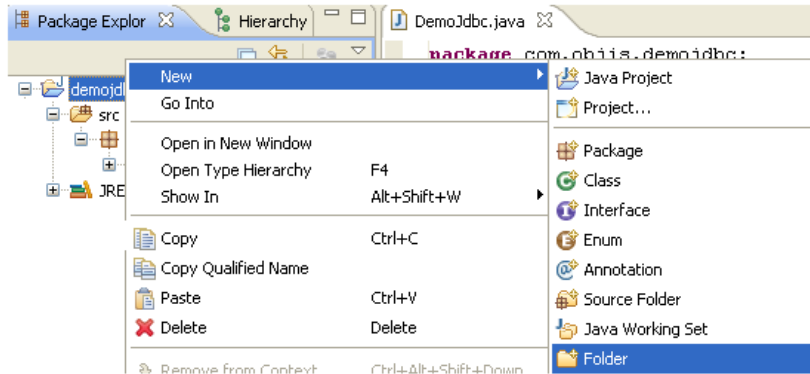 Package Explor Hierarchy DemoJdbc.java
package com.objis.demojdbc;
New Java Project
demojd
Go Into Project...
src
Open in New Window Package
Open Type Hierarchy F4 Class
JRE Show In Alt+Shift+W Interface
Copy Ctrl+C Enum
Copy Qualified Name Annotation
Paste Ctrl+V Source Folder
Delete Delete Java Working Set
Remove from Context Ctrl+Alt+Shift+Down Folder